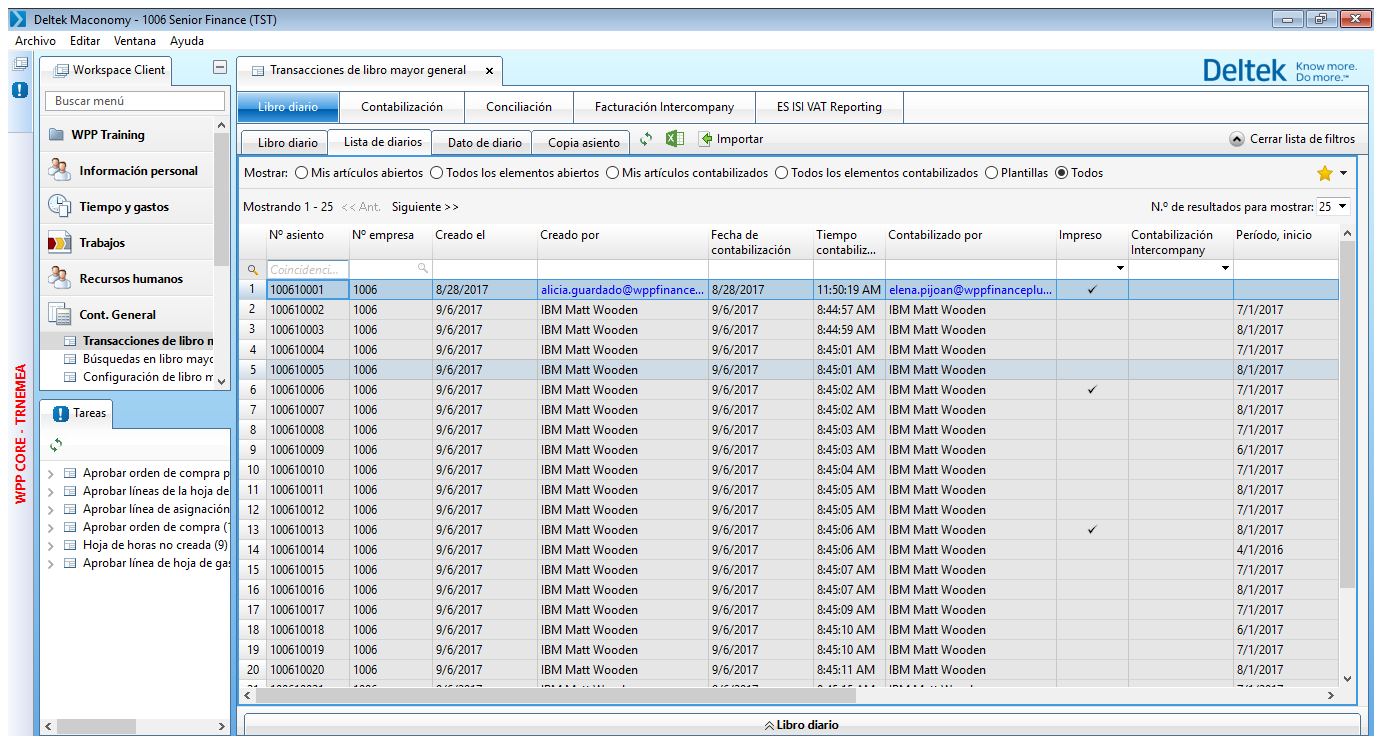 Deltek Maconomy - 1006 Senior Finance (TST)
Archivo Editar Ventana Ayuda
Workspace Client
Buscar menú
WPP Training
Información personal
Tiempo y gastos
Trabajos
Recursos humanos
Cont. General
Transacciones de libro m
Búsquedas en libro mayo
Configuración de libro m
WPP CORE - TRNEMEA
Tareas
Aprobar orden de compra p
Aprobar líneas de la hoja de
Aprobar línea de asignación
Aprobar orden de compra (
Hoja de horas no creada (9)
Aprobar línea de hoja de gas
Transacciones de libro mayor general x
Deltek Know more. Do more.™
Libro diario Contabilización Conciliación Facturación Intercompany ES ISI VAT Reporting
Libro diario Lista de diarios Dato de diario Copia asiento Importar Cerrar lista de filtros
Mostrar: Mis artículos abiertos Todos los elementos abiertos Mis artículos contabilizados Todos los elementos contabilizados Plantillas Todos
Mostrando 1 - 25 << Ant. Siguiente >> N.º de resultados para mostrar: 25
Nº asiento Nº empresa Creado el Creado por Fecha de contabilización Tiempo contabiliz... Contabilizado por Impreso Contabilización Intercompany Período, inicio
Coincidenci...
1 100610001 1006 8/28/2017 alicia.guardado@wppfinance... 8/28/2017 11:50:19 AM elena.pijoan@wppfinanceplu... ✓
2 100610002 1006 9/6/2017 IBM Matt Wooden 9/6/2017 8:44:57 AM IBM Matt Wooden 7/1/2017
3 100610003 1006 9/6/2017 IBM Matt Wooden 9/6/2017 8:44:59 AM IBM Matt Wooden 8/1/2017
4 100610004 1006 9/6/2017 IBM Matt Wooden 9/6/2017 8:45:01 AM IBM Matt Wooden 7/1/2017
5 100610005 1006 9/6/2017 IBM Matt Wooden 9/6/2017 8:45:01 AM IBM Matt Wooden 8/1/2017
6 100610006 1006 9/6/2017 IBM Matt Wooden 9/6/2017 8:45:02 AM IBM Matt Wooden ✓ 7/1/2017
7 100610007 1006 9/6/2017 IBM Matt Wooden 9/6/2017 8:45:02 AM IBM Matt Wooden 8/1/2017
8 100610008 1006 9/6/2017 IBM Matt Wooden 9/6/2017 8:45:03 AM IBM Matt Wooden 7/1/2017
9 100610009 1006 9/6/2017 IBM Matt Wooden 9/6/2017 8:45:03 AM IBM Matt Wooden 6/1/2017
10 100610010 1006 9/6/2017 IBM Matt Wooden 9/6/2017 8:45:04 AM IBM Matt Wooden 7/1/2017
11 100610011 1006 9/6/2017 IBM Matt Wooden 9/6/2017 8:45:05 AM IBM Matt Wooden 8/1/2017
12 100610012 1006 9/6/2017 IBM Matt Wooden 9/6/2017 8:45:05 AM IBM Matt Wooden 7/1/2017
13 100610013 1006 9/6/2017 IBM Matt Wooden 9/6/2017 8:45:06 AM IBM Matt Wooden ✓ 8/1/2017
14 100610014 1006 9/6/2017 IBM Matt Wooden 9/6/2017 8:45:06 AM IBM Matt Wooden 4/1/2016
15 100610015 1006 9/6/2017 IBM Matt Wooden 9/6/2017 8:45:07 AM IBM Matt Wooden 7/1/2017
16 100610016 1006 9/6/2017 IBM Matt Wooden 9/6/2017 8:45:07 AM IBM Matt Wooden 8/1/2017
17 100610017 1006 9/6/2017 IBM Matt Wooden 9/6/2017 8:45:09 AM IBM Matt Wooden 7/1/2017
18 100610018 1006 9/6/2017 IBM Matt Wooden 9/6/2017 8:45:10 AM IBM Matt Wooden 6/1/2017
19 100610019 1006 9/6/2017 IBM Matt Wooden 9/6/2017 8:45:10 AM IBM Matt Wooden 7/1/2017
20 100610020 1006 9/6/2017 IBM Matt Wooden 9/6/2017 8:45:11 AM IBM Matt Wooden 8/1/2017
Libro diario